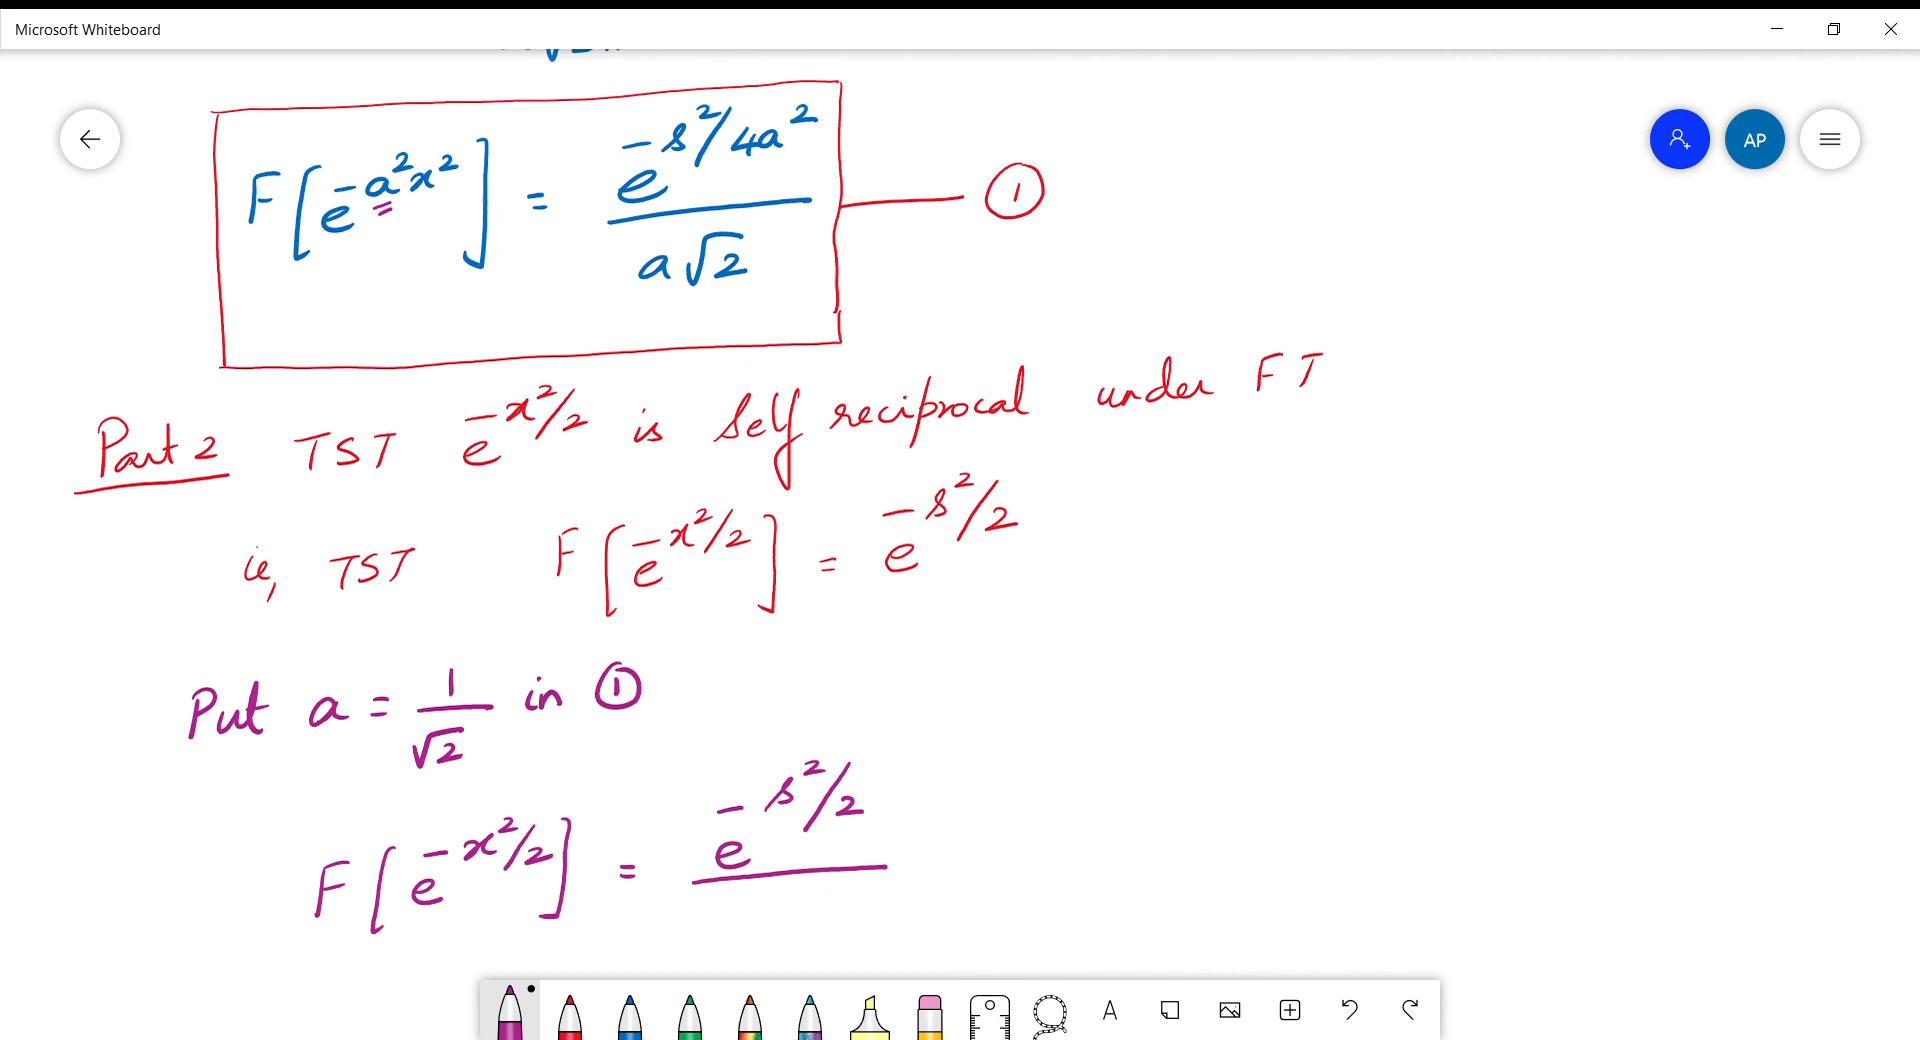 Microsoft Whiteboard
AP
F[e^{-a²x²}] = e^{-s²/4a²} / a√2 — ①
Part 2 TST e^{-x²/2} is Self reciprocal under FT
ie, TST F[e^{-x²/2}] = e^{-s²/2}
Put a = 1/√2 in ①
F[e^{-x²/2}] = e^{-s²/2} /
A